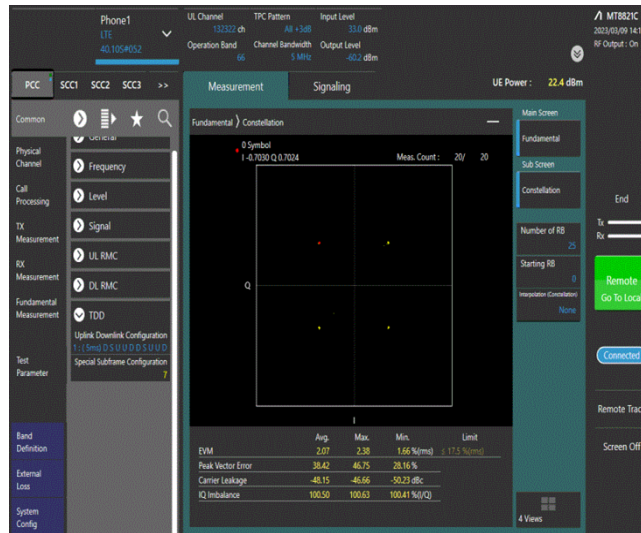 Phone1
LTE
40.105#052
UL Channel TPC Pattern Input Level
132322 ch All +3dB 33.0 dBm
Operation Band Channel Bandwidth Output Level
66 5 MHz -60.2 dBm
MT8821C
2023/03/09 14:1
RF Output : On
PCC SCC1 SCC2 SCC3 >>
Measurement Signaling
UE Power : 22.4 dBm
Common
Physical
Channel
Call
Processing
TX
Measurement
RX
Measurement
Fundamental
Measurement
Test
Parameter
Band
Definition
External
Loss
System
Config
General
Frequency
Level
Signal
UL RMC
DL RMC
TDD
Uplink Downlink Configuration
1 : ( 5ms) D S U U D D S U U D
Special Subframe Configuration
7
Fundamental Constellation
0 Symbol
I -0.7030 Q 0.7024 Meas. Count : 20/ 20
Q
I
Avg. Max. Min. Limit
EVM 2.07 2.38 1.66 %(rms) ≤ 17.5 %(rms)
Peak Vector Error 38.42 46.75 28.16 %
Carrier Leakage -48.15 -46.66 -50.23 dBc
IQ Imbalance 100.50 100.63 100.41 %(I/Q)
Main Screen
Fundamental
Sub Screen
Constellation
Number of RB
25
Starting RB
0
Interpolation (Constellation)
None
4 Views
End
Tx
Rx
Remote
Go To Local
Connected
Remote Trac
Screen Off